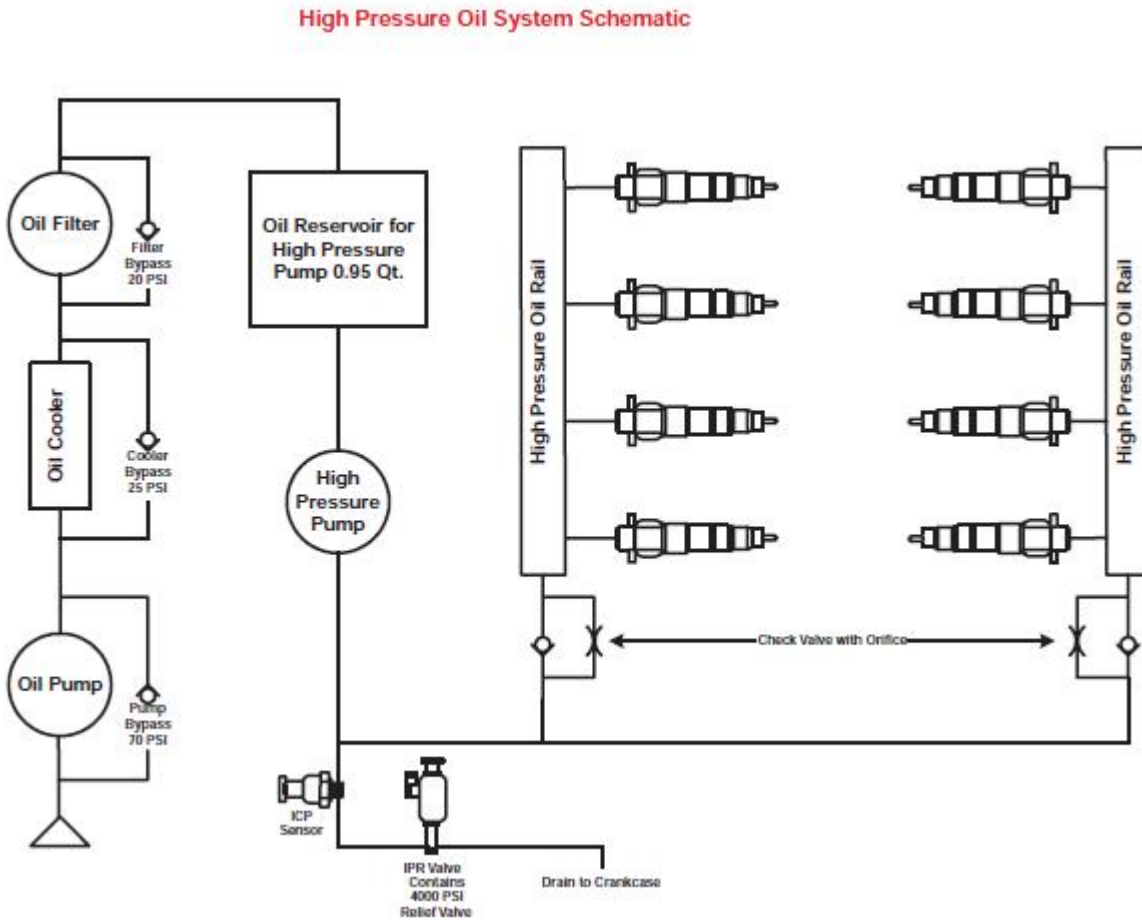 High Pressure Oil System Schematic
Oil Filter
Filter
Bypass
20 PSI
Oil Cooler
Cooler
Bypass
25 PSI
Oil Pump
Pump
Bypass
70 PSI
Oil Reservoir for
High Pressure
Pump 0.95 Qt.
High
Pressure
Pump
ICP
Sensor
IPR Valve
Contains
4000 PSI
Relief Valve
Drain to Crankcase
High Pressure Oil Rail
Check Valve with Orifice
High Pressure Oil Rail